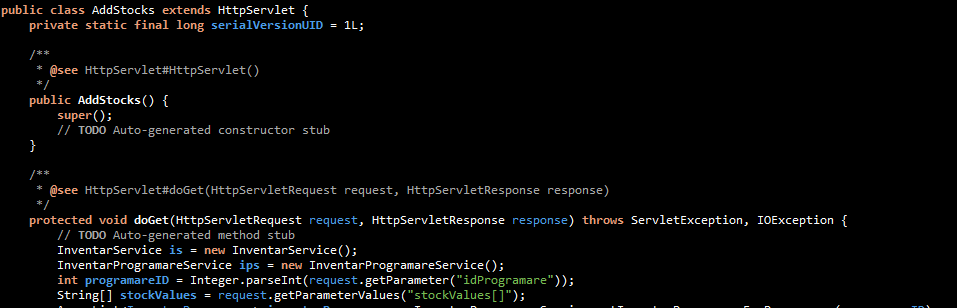 public class AddStocks extends HttpServlet {
    private static final long serialVersionUID = 1L;

    /**
     * @see HttpServlet#HttpServlet()
     */
    public AddStocks() {
        super();
        // TODO Auto-generated constructor stub
    }

    /**
     * @see HttpServlet#doGet(HttpServletRequest request, HttpServletResponse response)
     */
    protected void doGet(HttpServletRequest request, HttpServletResponse response) throws ServletException, IOException {
        // TODO Auto-generated method stub
        InventarService is = new InventarService();
        InventarProgramareService ips = new InventarProgramareService();
        int programareID = Integer.parseInt(request.getParameter("idProgramare"));
        String[] stockValues = request.getParameterValues("stockValues[]");